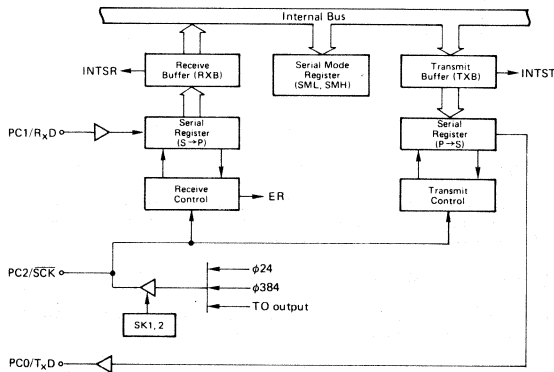 Internal Bus
Receive
Buffer (RXB)
INTSR
Serial Mode
Register
(SML, SMH)
Transmit
Buffer (TXB)
INTST
PC1/RxD
Serial
Register
(S→P)
Serial
Register
(P→S)
Receive
Control
ER
Transmit
Control
PC2/S̅C̅K̅
φ24
φ384
TO output
SK1, 2
PC0/TxD